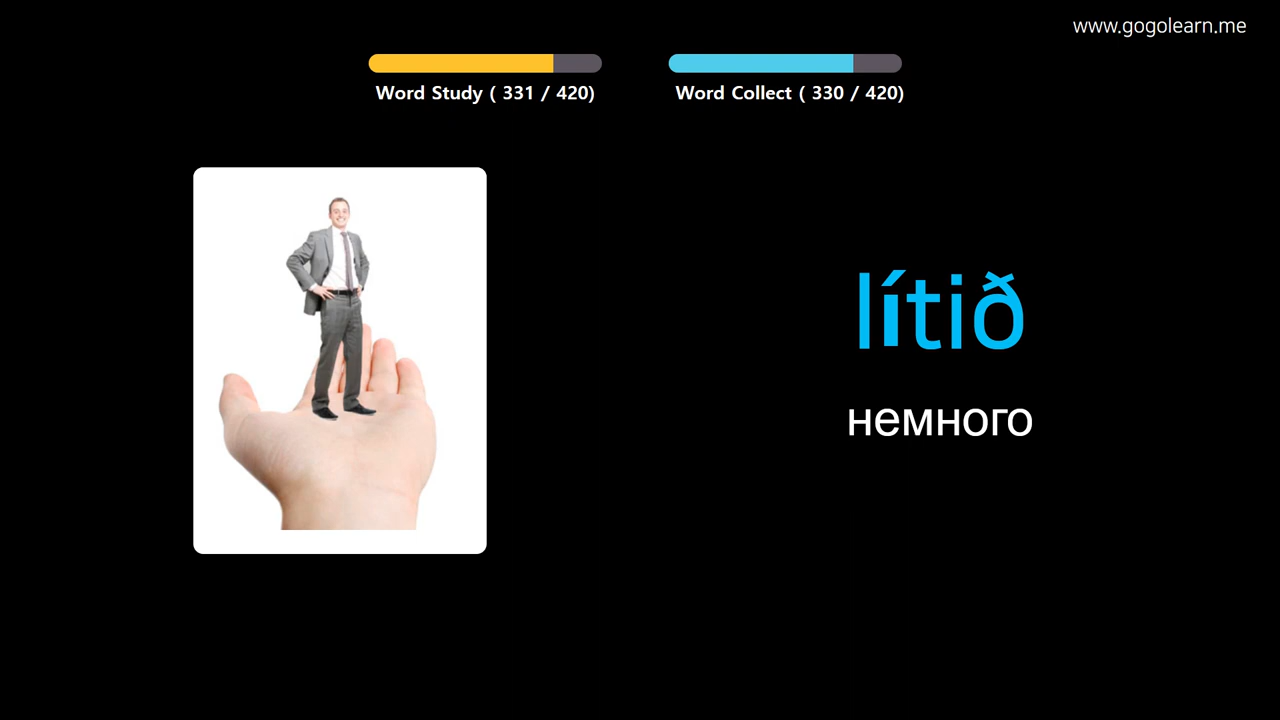 www.gogolearn.me
Word Study ( 331 / 420)
Word Collect ( 330 / 420)
lítið
немного